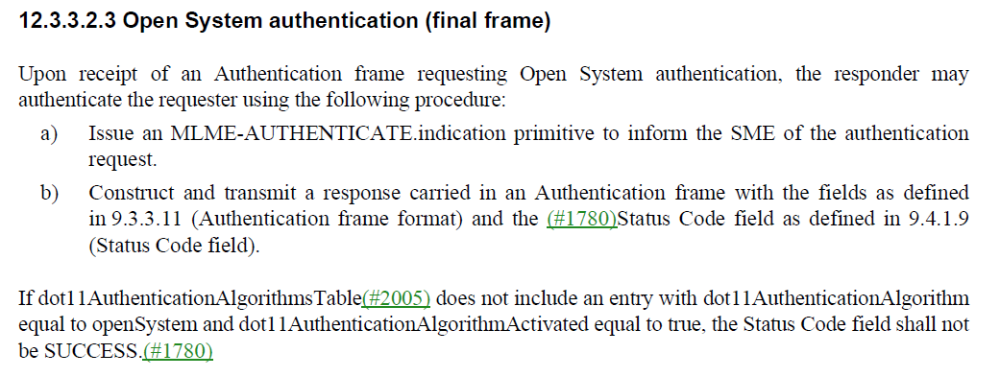 12.3.3.2.3 Open System authentication (final frame)
Upon receipt of an Authentication frame requesting Open System authentication, the responder may
authenticate the requester using the following procedure:
a) Issue an MLME-AUTHENTICATE.indication primitive to inform the SME of the authentication
request.
b) Construct and transmit a response carried in an Authentication frame with the fields as defined
in 9.3.3.11 (Authentication frame format) and the (#1780)Status Code field as defined in 9.4.1.9
(Status Code field).
If dot11AuthenticationAlgorithmsTable(#2005) does not include an entry with dot11AuthenticationAlgorithm
equal to openSystem and dot11AuthenticationAlgorithmActivated equal to true, the Status Code field shall not
be SUCCESS.(#1780)